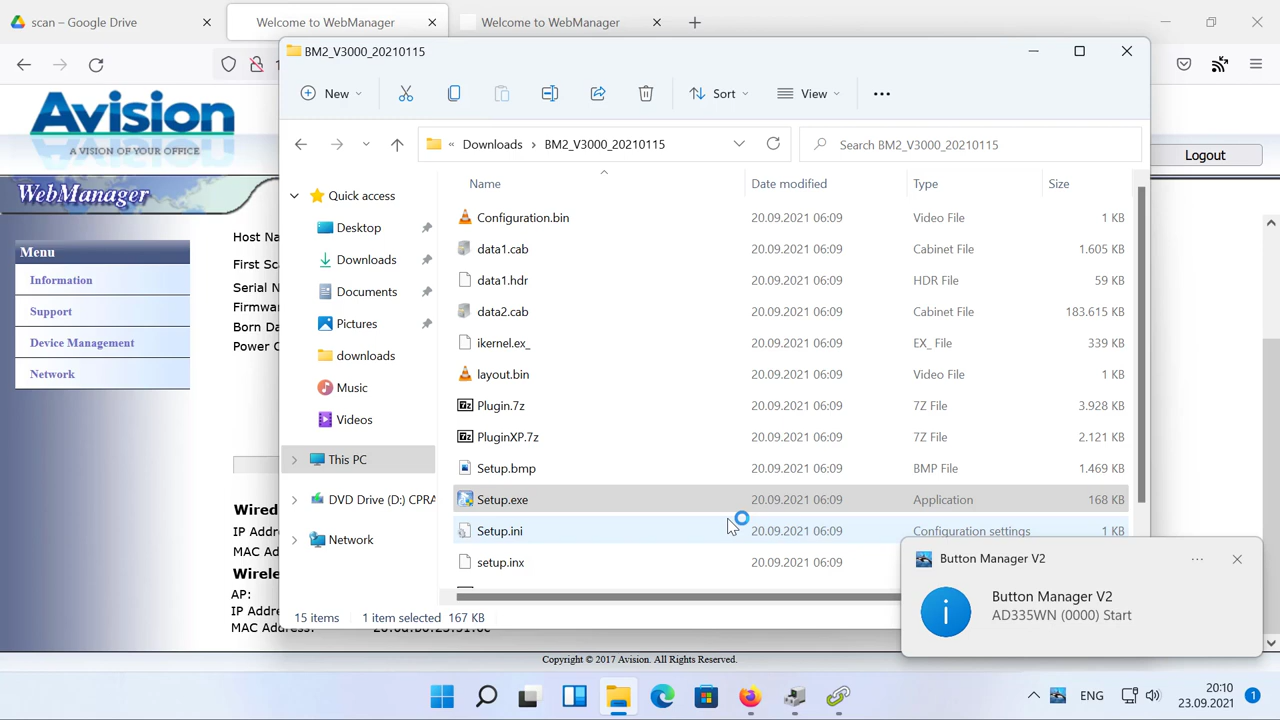 scan – Google Drive
Welcome to WebManager
Welcome to WebManager
BM2_V3000_20210115
New
Sort
View
« Downloads › BM2_V3000_20210115
Search BM2_V3000_20210115
Avision
A VISION OF YOUR OFFICE
Logout
WebManager
Menu
Information
Support
Device Management
Network
Host Na
First Sca
Serial N
Firmwar
Born Da
Power O
Wired
IP Addre
MAC Ad
Wirele
AP:
IP Addre
MAC Address:
Quick access
Desktop
Downloads
Documents
Pictures
downloads
Music
Videos
This PC
DVD Drive (D:) CPRA
Network
Name Date modified Type Size
Configuration.bin 20.09.2021 06:09 Video File 1 KB
data1.cab 20.09.2021 06:09 Cabinet File 1.605 KB
data1.hdr 20.09.2021 06:09 HDR File 59 KB
data2.cab 20.09.2021 06:09 Cabinet File 183.615 KB
ikernel.ex_ 20.09.2021 06:09 EX_ File 339 KB
layout.bin 20.09.2021 06:09 Video File 1 KB
Plugin.7z 20.09.2021 06:09 7Z File 3.928 KB
PluginXP.7z 20.09.2021 06:09 7Z File 2.121 KB
Setup.bmp 20.09.2021 06:09 BMP File 1.469 KB
Setup.exe 20.09.2021 06:09 Application 168 KB
Setup.ini 20.09.2021 06:09 Configuration settings 1 KB
setup.inx 20.09.2021 06:09
15 items 1 item selected 167 KB
Button Manager V2
Button Manager V2
AD335WN (0000) Start
Copyright © 2017 Avision. All Rights Reserved.
ENG
20:10
23.09.2021
1